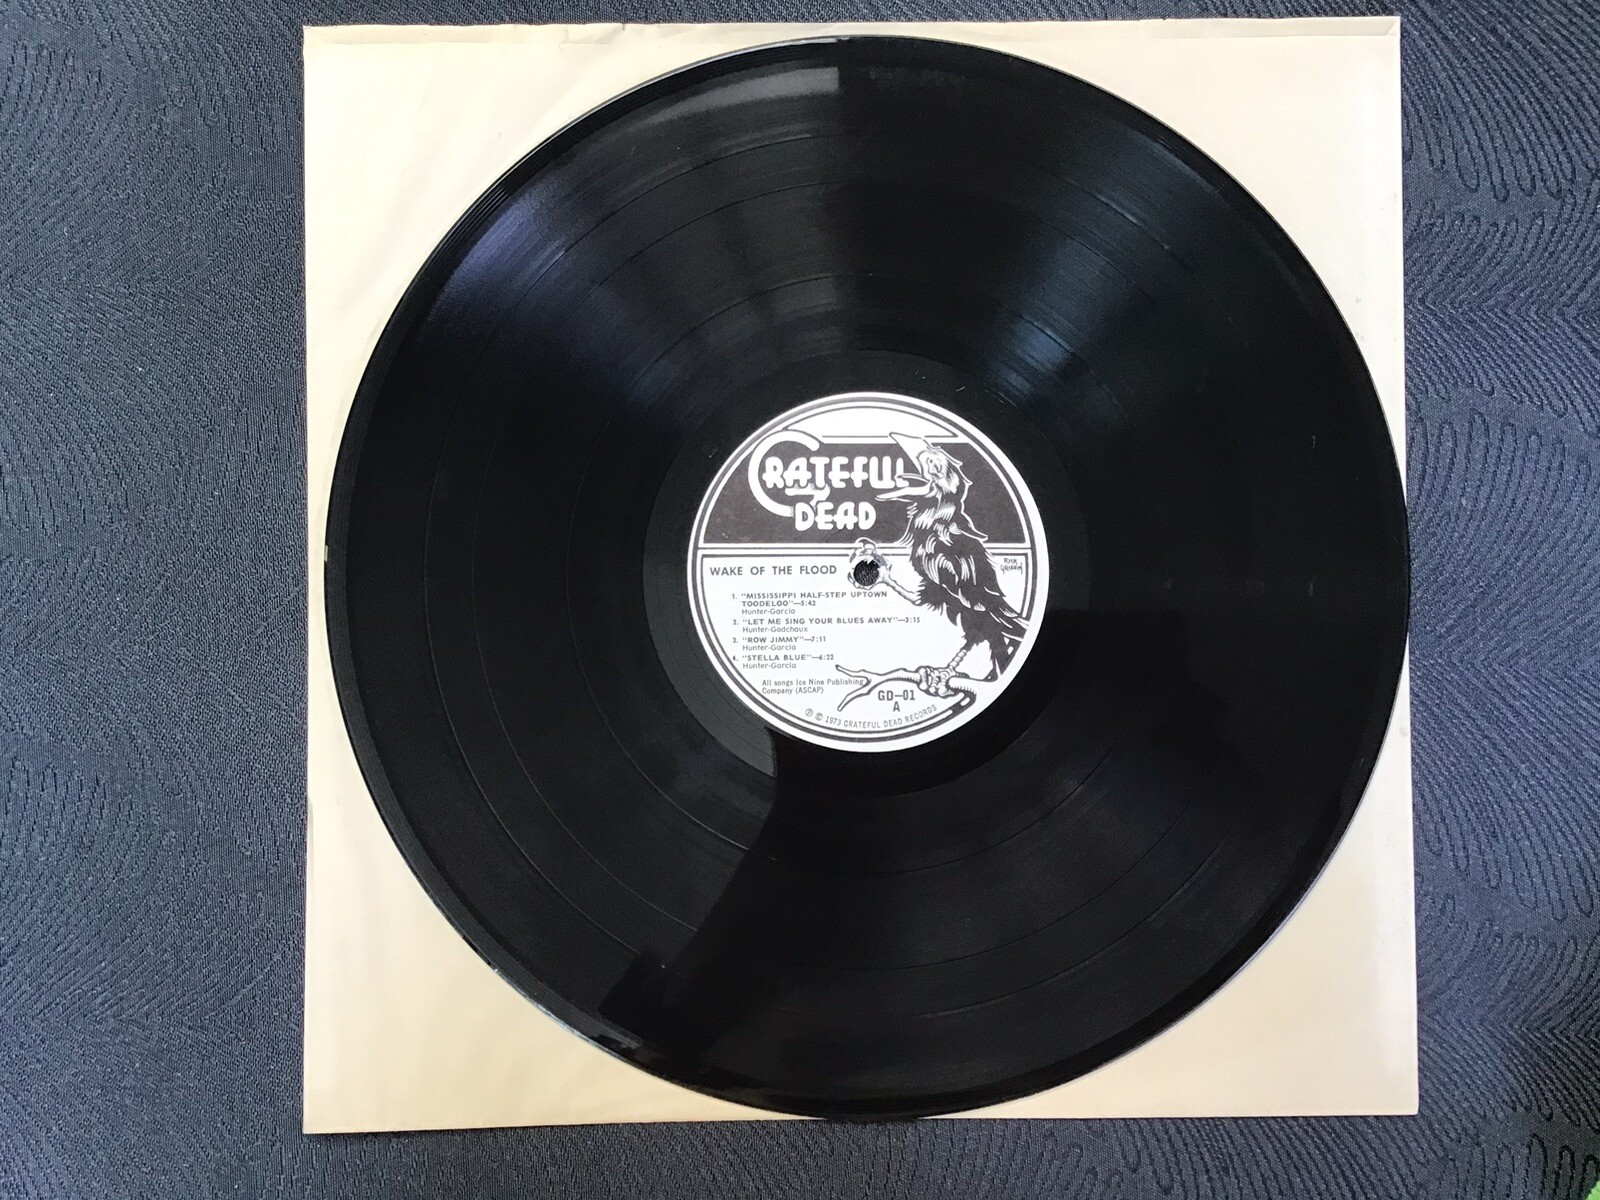 GRATEFUL
DEAD
RICK
GRIFFIN
WAKE OF THE FLOOD
1. "MISSISSIPPI HALF-STEP UPTOWN
TOODELOO"—5:42
Hunter-Garcia
2. "LET ME SING YOUR BLUES AWAY"—3:15
Hunter-Godchaux
3. "ROW JIMMY"—7:11
Hunter-Garcia
4. "STELLA BLUE"—6:22
Hunter-Garcia
All songs Ice Nine Publishing
Company (ASCAP)
GD-01
A
℗ © 1973 GRATEFUL DEAD RECORDS